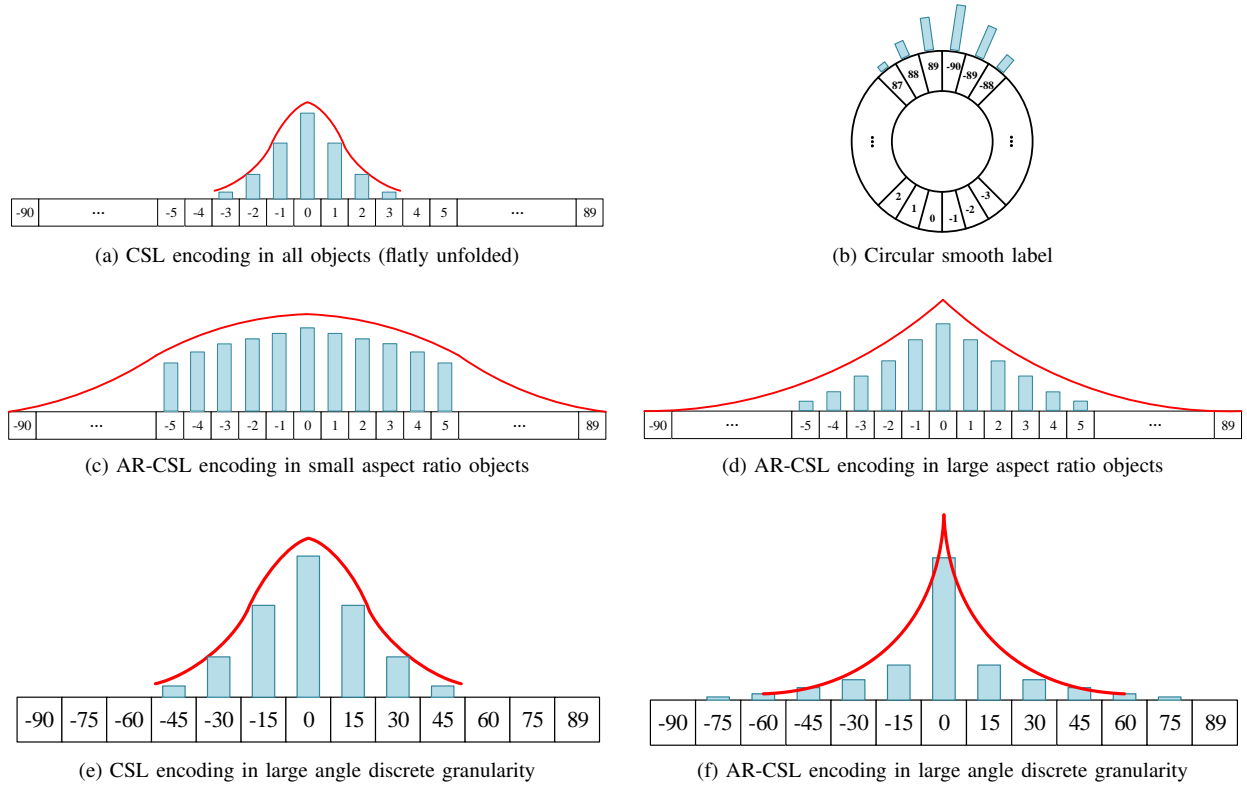 -90 ... -5 -4 -3 -2 -1 0 1 2 3 4 5 ... 89
(a) CSL encoding in all objects (flatly unfolded)
87 88 89 -90 -89 -88
... ...
2 1 0 -1 -2 -3
(b) Circular smooth label
-90 ... -5 -4 -3 -2 -1 0 1 2 3 4 5 ... 89
(c) AR-CSL encoding in small aspect ratio objects
-90 ... -5 -4 -3 -2 -1 0 1 2 3 4 5 ... 89
(d) AR-CSL encoding in large aspect ratio objects
-90 -75 -60 -45 -30 -15 0 15 30 45 60 75 89
(e) CSL encoding in large angle discrete granularity
-90 -75 -60 -45 -30 -15 0 15 30 45 60 75 89
(f) AR-CSL encoding in large angle discrete granularity